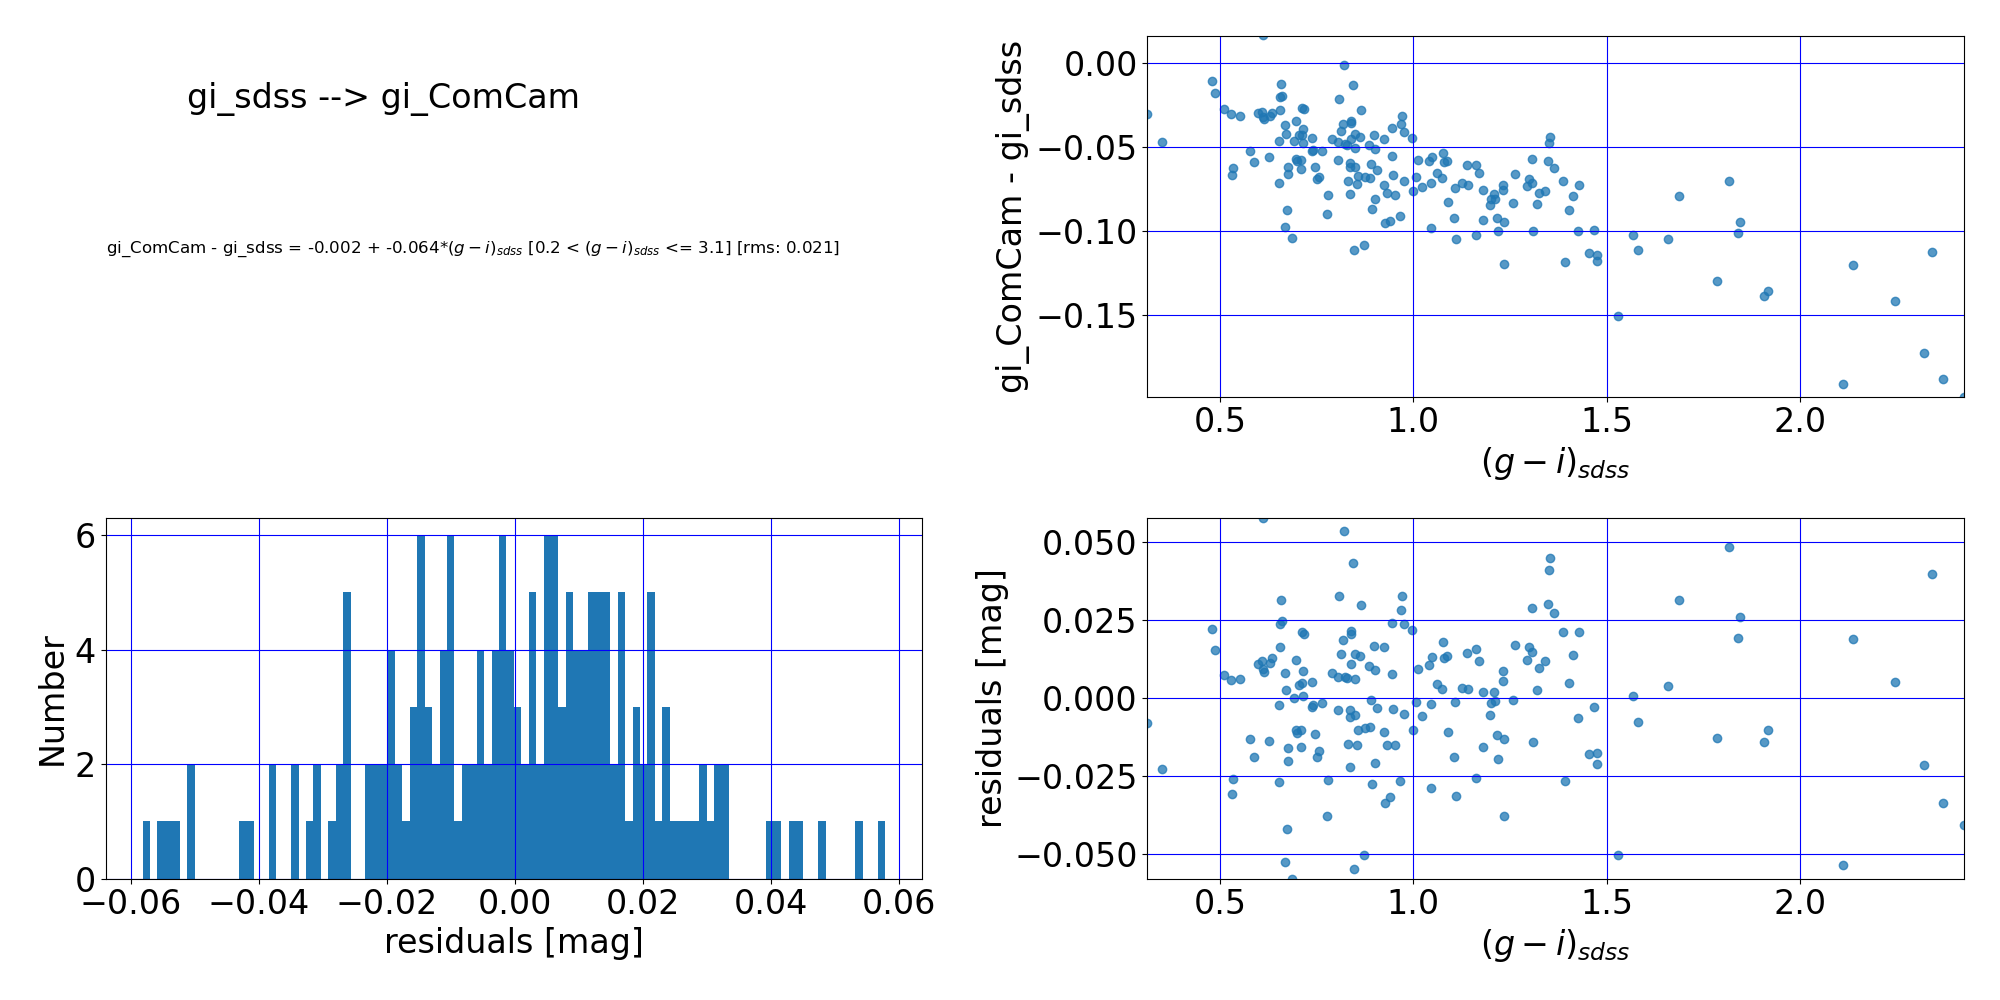 gi_sdss --> gi_ComCam
gi_ComCam - gi_sdss = -0.002 + -0.064*(g − i)sdss [0.2 < (g − i)sdss <= 3.1] [rms: 0.021]
gi_ComCam - gi_sdss
0.00
−0.05
−0.10
−0.15
0.5 1.0 1.5 2.0
(g − i)sdss
Number
6
4
2
0
−0.06 −0.04 −0.02 0.00 0.02 0.04 0.06
residuals [mag]
residuals [mag]
0.050
0.025
0.000
−0.025
−0.050
0.5 1.0 1.5 2.0
(g − i)sdss